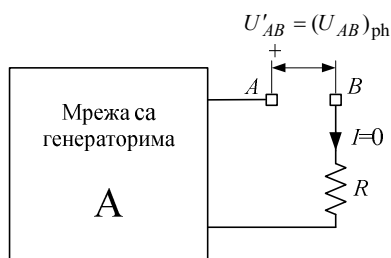 U'AB = (UAB)ph
+
A
B
Мрежа са
генераторима
А
I=0
R